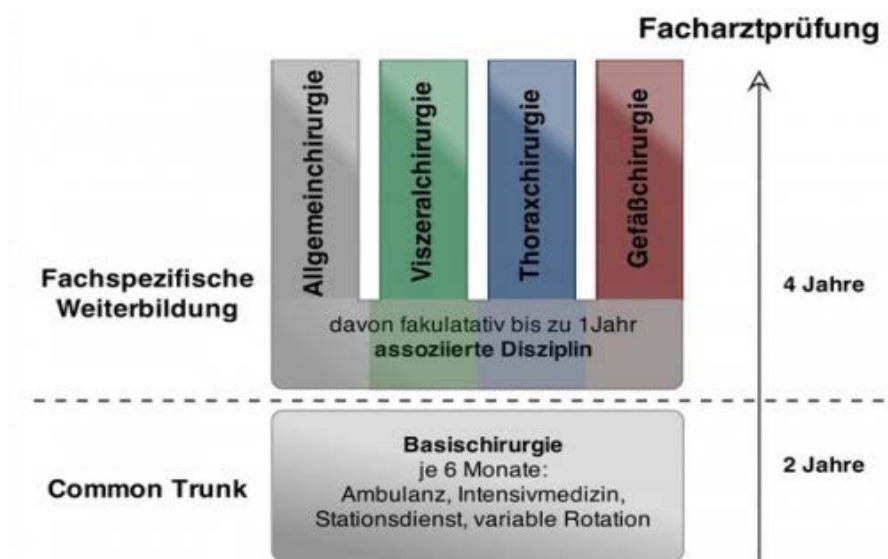 Facharztprüfung
Allgemeinchirurgie
Viszeralchirurgie
Thoraxchirurgie
Gefäßchirurgie
Fachspezifische
Weiterbildung
4 Jahre
davon fakulatativ bis zu 1Jahr
assoziierte Disziplin
Basischirurgie
je 6 Monate:
Ambulanz, Intensivmedizin,
Stationsdienst, variable Rotation
Common Trunk
2 Jahre